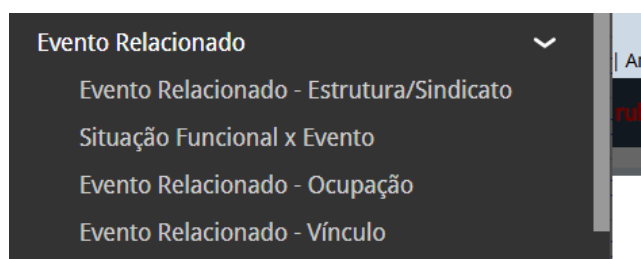 Evento Relacionado
Evento Relacionado - Estrutura/Sindicato
Situação Funcional x Evento
Evento Relacionado - Ocupação
Evento Relacionado - Vínculo